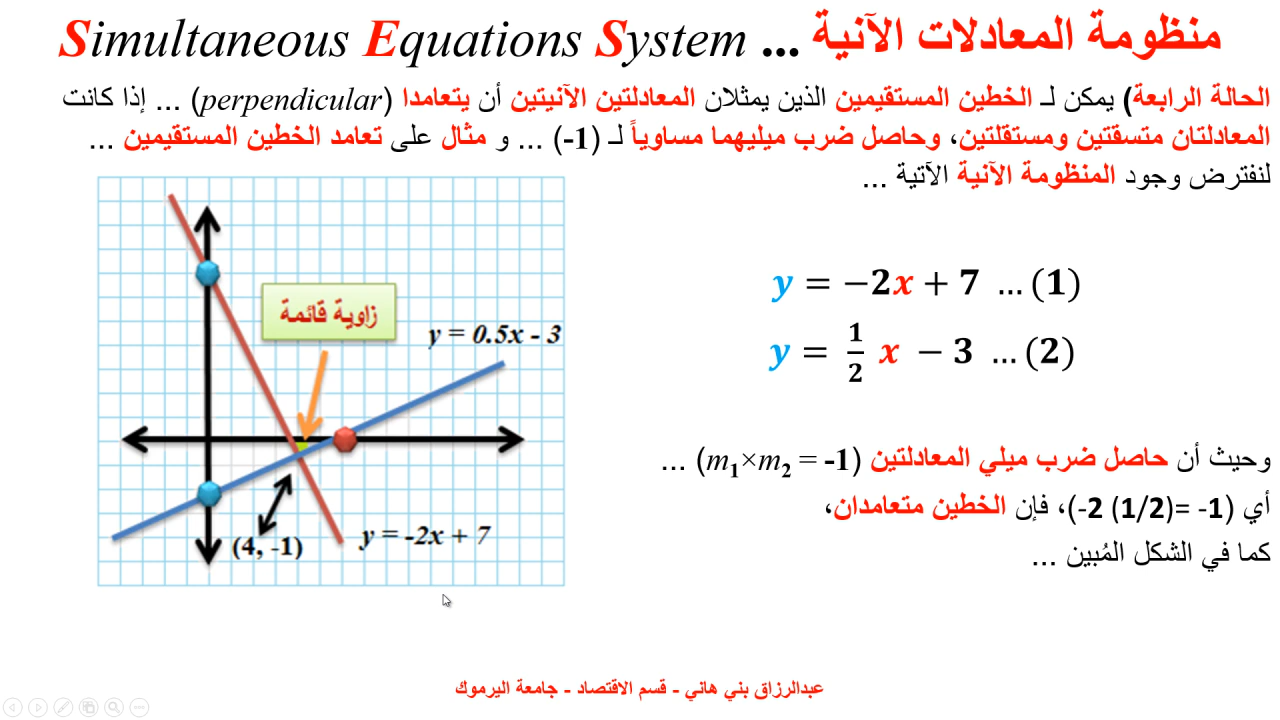 منظومة المعادلات الآنية ... Simultaneous Equations System
الحالة الرابعة) يمكن لـ الخطين المستقيمين الذين يمثلان المعادلتين الآنيتين أن يتعامدا (perpendicular) ... إذا كانت
المعادلتان متسقتين ومستقلتين، وحاصل ضرب ميليهما مساوياً لـ (1-) ... و مثال على تعامد الخطين المستقيمين ...
لنفترض وجود المنظومة الآنية الآتية ...
y = −2x + 7 ... (1)
y = 1/2 x − 3 ... (2)
زاوية قائمة
y = 0.5x - 3
(4, -1)
y = -2x + 7
وحيث أن حاصل ضرب ميلي المعادلتين (m₁×m₂ = -1) ...
أي (-2 (1/2)= -1)، فإن الخطين متعامدان،
كما في الشكل المُبين ...
عبدالرزاق بني هاني - قسم الاقتصاد - جامعة اليرموك